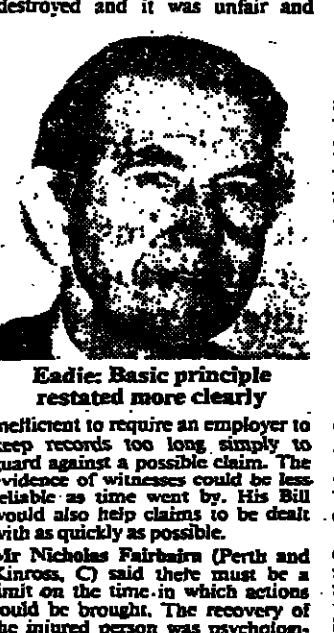 destroyed and it was unfair and
Eadie: Basic principle
restated more clearly
inefficient to require an employer to
keep records too long simply to
guard against a possible claim. The
evidence of witnesses could be less
reliable as time went by. His Bill
would also help claims to be dealt
with as quickly as possible.
Mr Nicholas Fairbairn (Perth and
Kinross, C) said there must be a
limit on the time in which actions
could be brought. The recovery of
the injured person was psycholog-